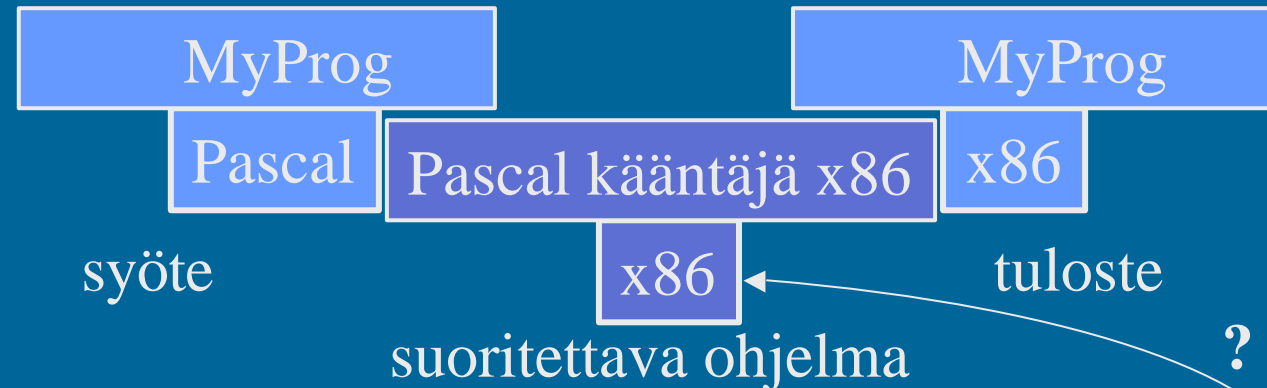 MyProg
MyProg
Pascal
Pascal kääntäjä x86
x86
syöte
x86
tuloste
suoritettava ohjelma
?